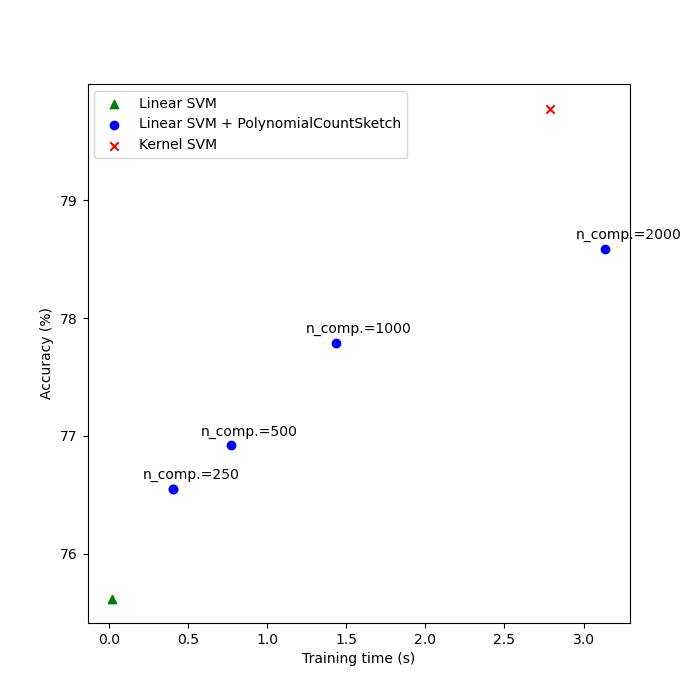 Linear SVM
Linear SVM + PolynomialCountSketch
Kernel SVM
79
n_comp.=2000
78
n_comp.=1000
77
n_comp.=500
n_comp.=250
76
Accuracy (%)
0.0 0.5 1.0 1.5 2.0 2.5 3.0
Training time (s)